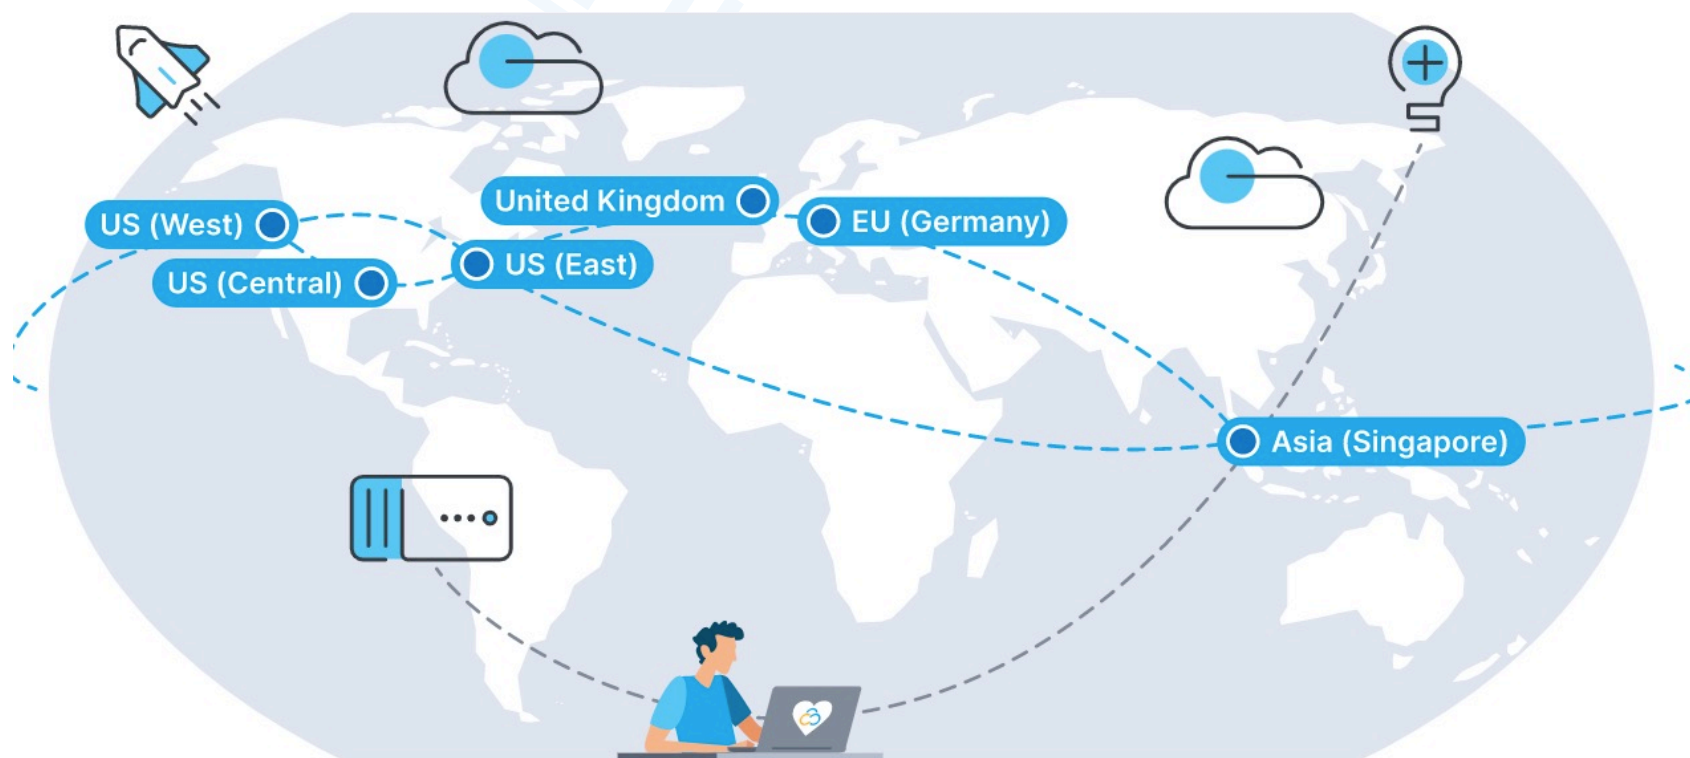 US (West)
US (Central)
US (East)
United Kingdom
EU (Germany)
Asia (Singapore)